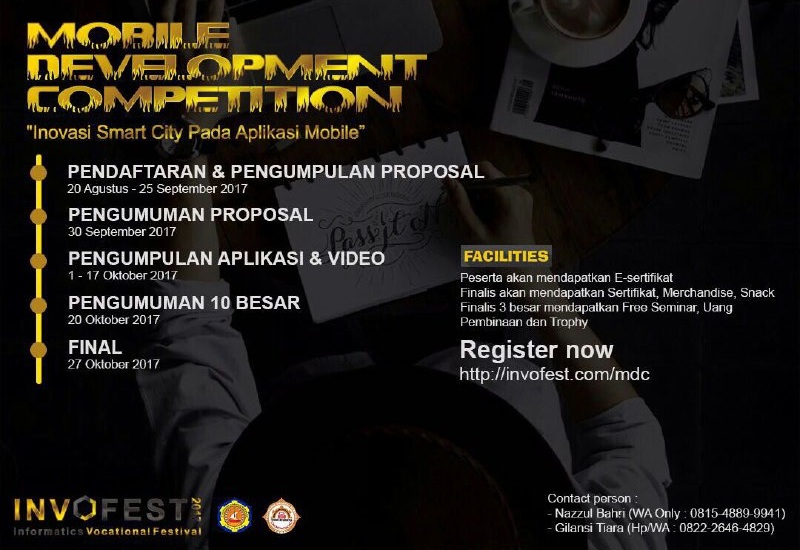 MOBILE
DEVELOPMENT
COMPETITION
"Inovasi Smart City Pada Aplikasi Mobile"
PENDAFTARAN & PENGUMPULAN PROPOSAL
20 Agustus - 25 September 2017
PENGUMUMAN PROPOSAL
30 September 2017
PENGUMPULAN APLIKASI & VIDEO
1 - 17 Oktober 2017
PENGUMUMAN 10 BESAR
20 Oktober 2017
FINAL
27 Oktober 2017
FACILITIES
Peserta akan mendapatkan E-sertifikat
Finalis akan mendapatkan Sertifikat, Merchandise, Snack
Finalis 3 besar mendapatkan Free Seminar, Uang
Pembinaan dan Trophy
Register now
http://invofest.com/mdc
INVOFEST 2017
Informatics Vocational Festival
Contact person :
- Nazzul Bahri (WA Only : 0815-4889-9941)
- Gilansi Tiara (Hp/WA : 0822-2646-4829)